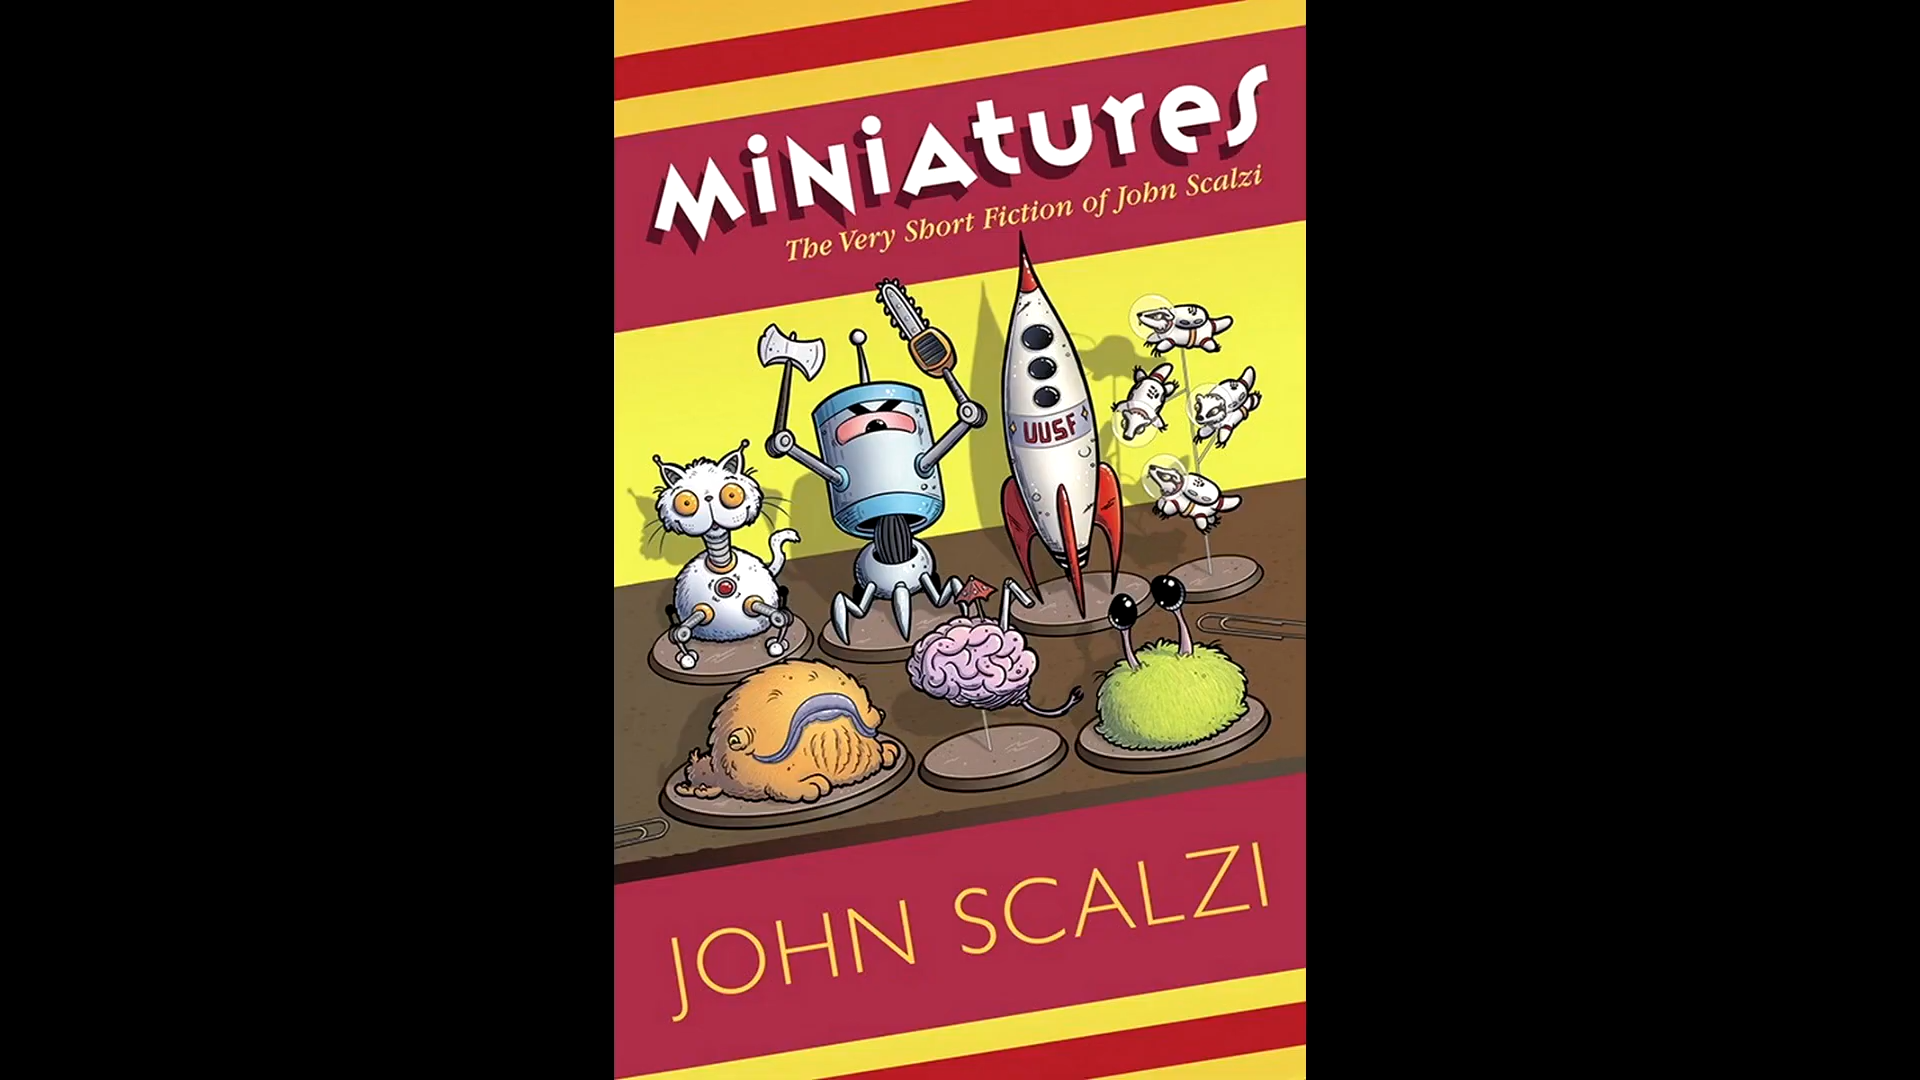 MiNiAtures
The Very Short Fiction of John Scalzi
UUSF
JOHN SCALZI